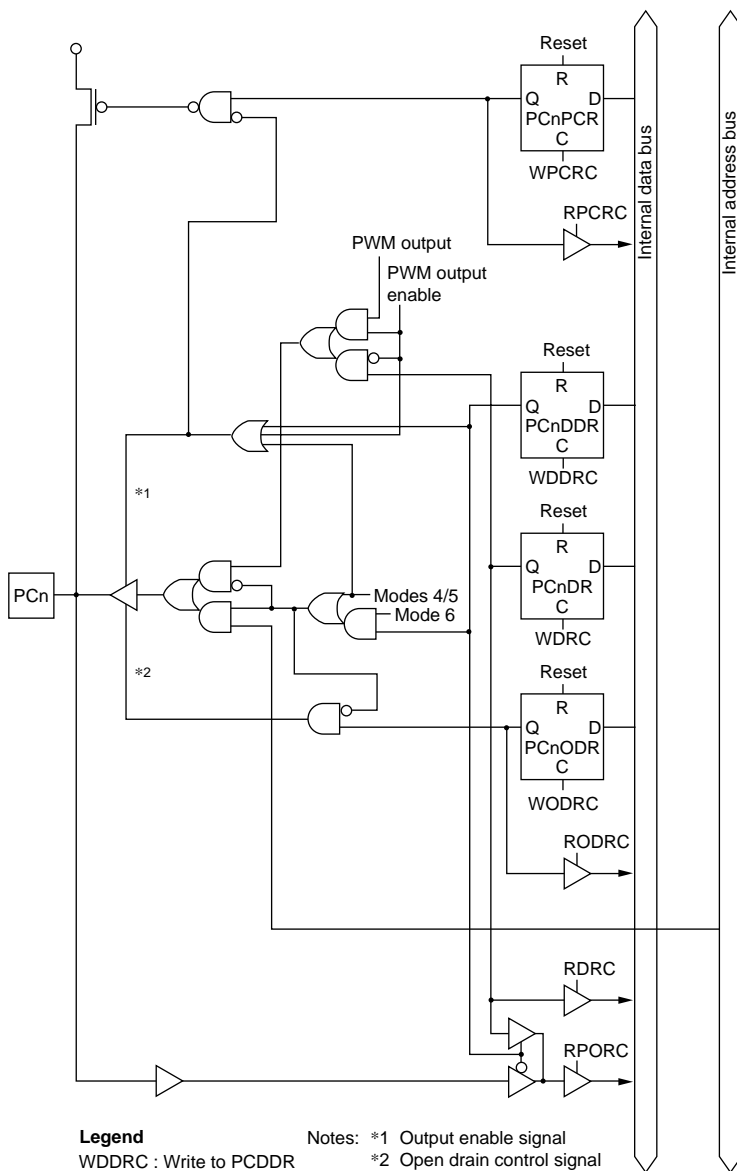 Reset
R
Q D
PCnPCR
C
WPCRC
RPCRC
Internal data bus
Internal address bus
PWM output
PWM output
enable
Reset
R
Q D
PCnDDR
C
WDDRC
*1
Reset
R
Q D
PCnDR
C
WDRC
PCn
Modes 4/5
Mode 6
*2
Reset
R
Q D
PCnODR
C
WODRC
RODRC
RDRC
RPORC
Legend
WDDRC : Write to PCDDR
Notes: *1 Output enable signal
*2 Open drain control signal